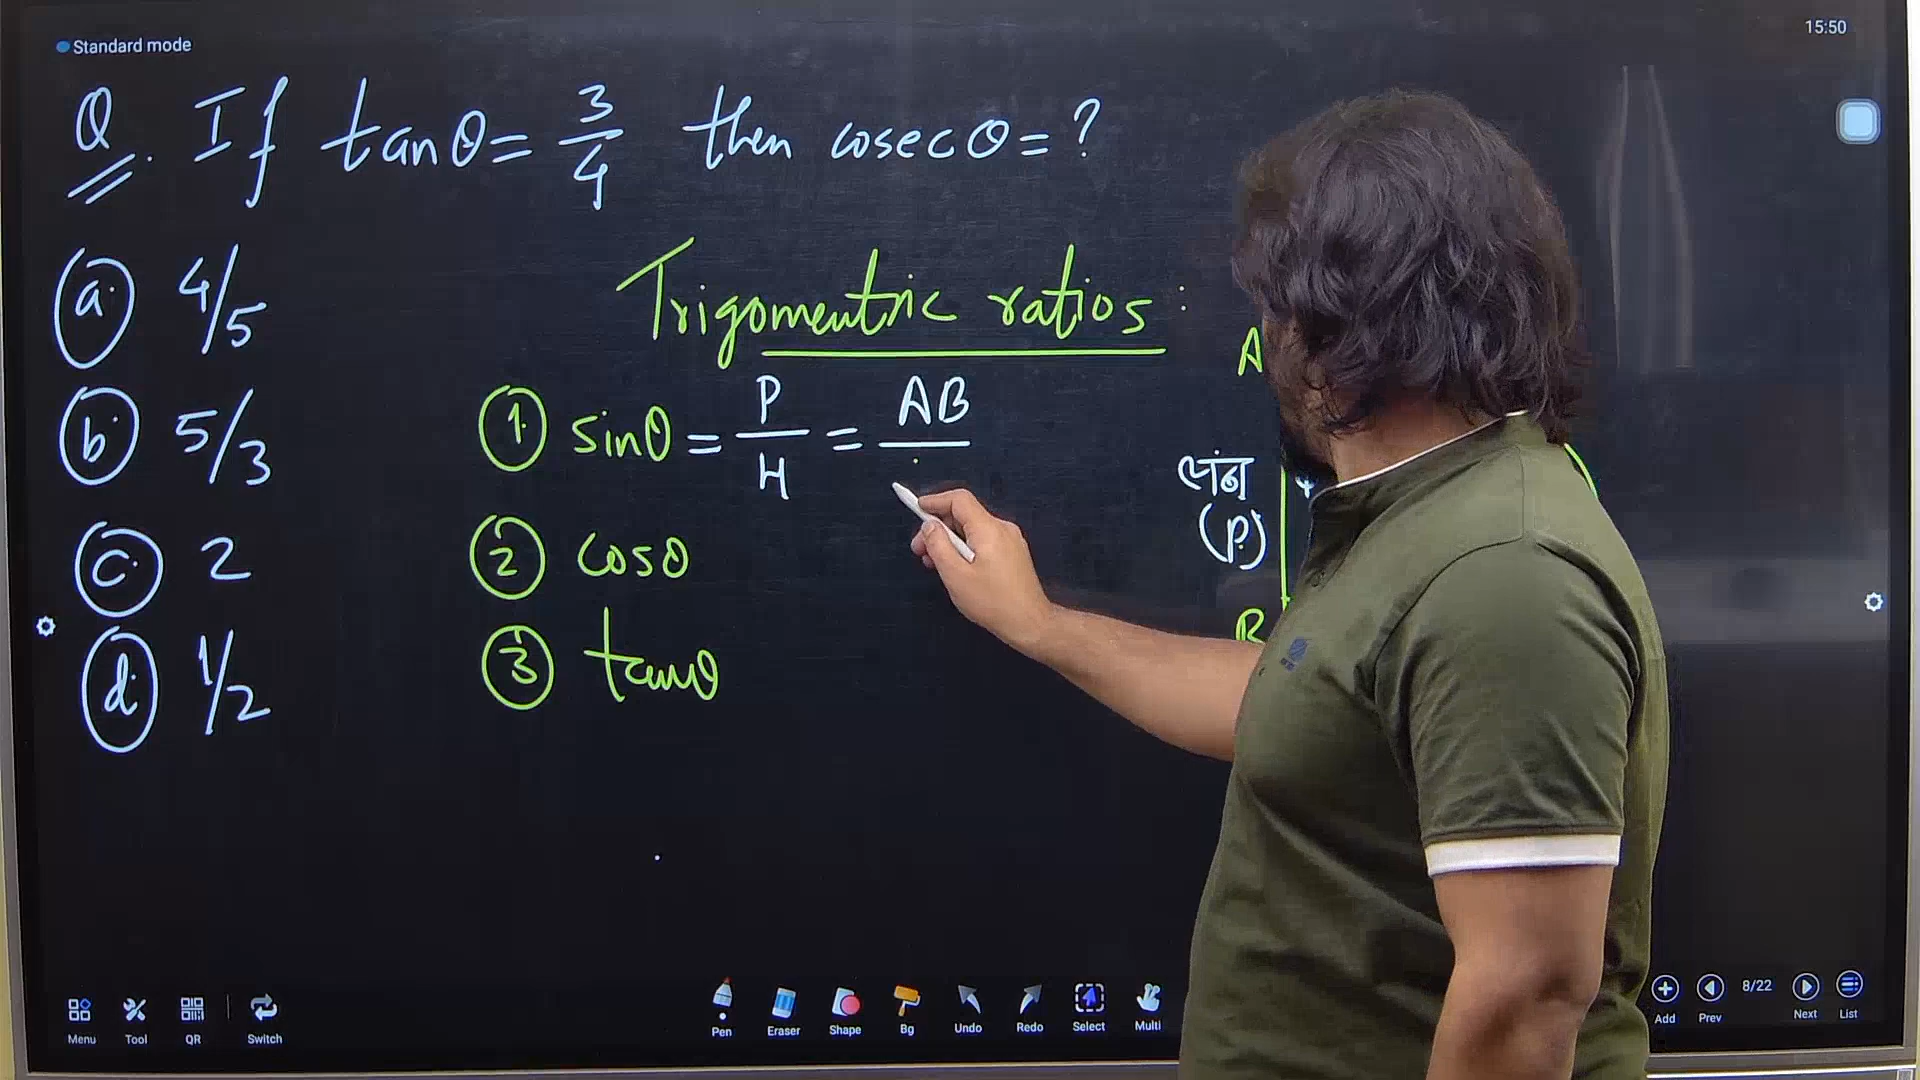 Standard mode
15:50
Q. If tanθ = 3/4 then cosecθ = ?
Trigomentric ratios :
(a) 4/5
(b) 5/3
(c) 2
(d) 1/2
(1) sinθ = P/H = AB
(2) cosθ
(3) tanθ
A
लंब
(P)
B
Menu Tool QR Switch
Pen Eraser Shape Bg Undo Redo Select Multi
Add Prev 8/22 Next List